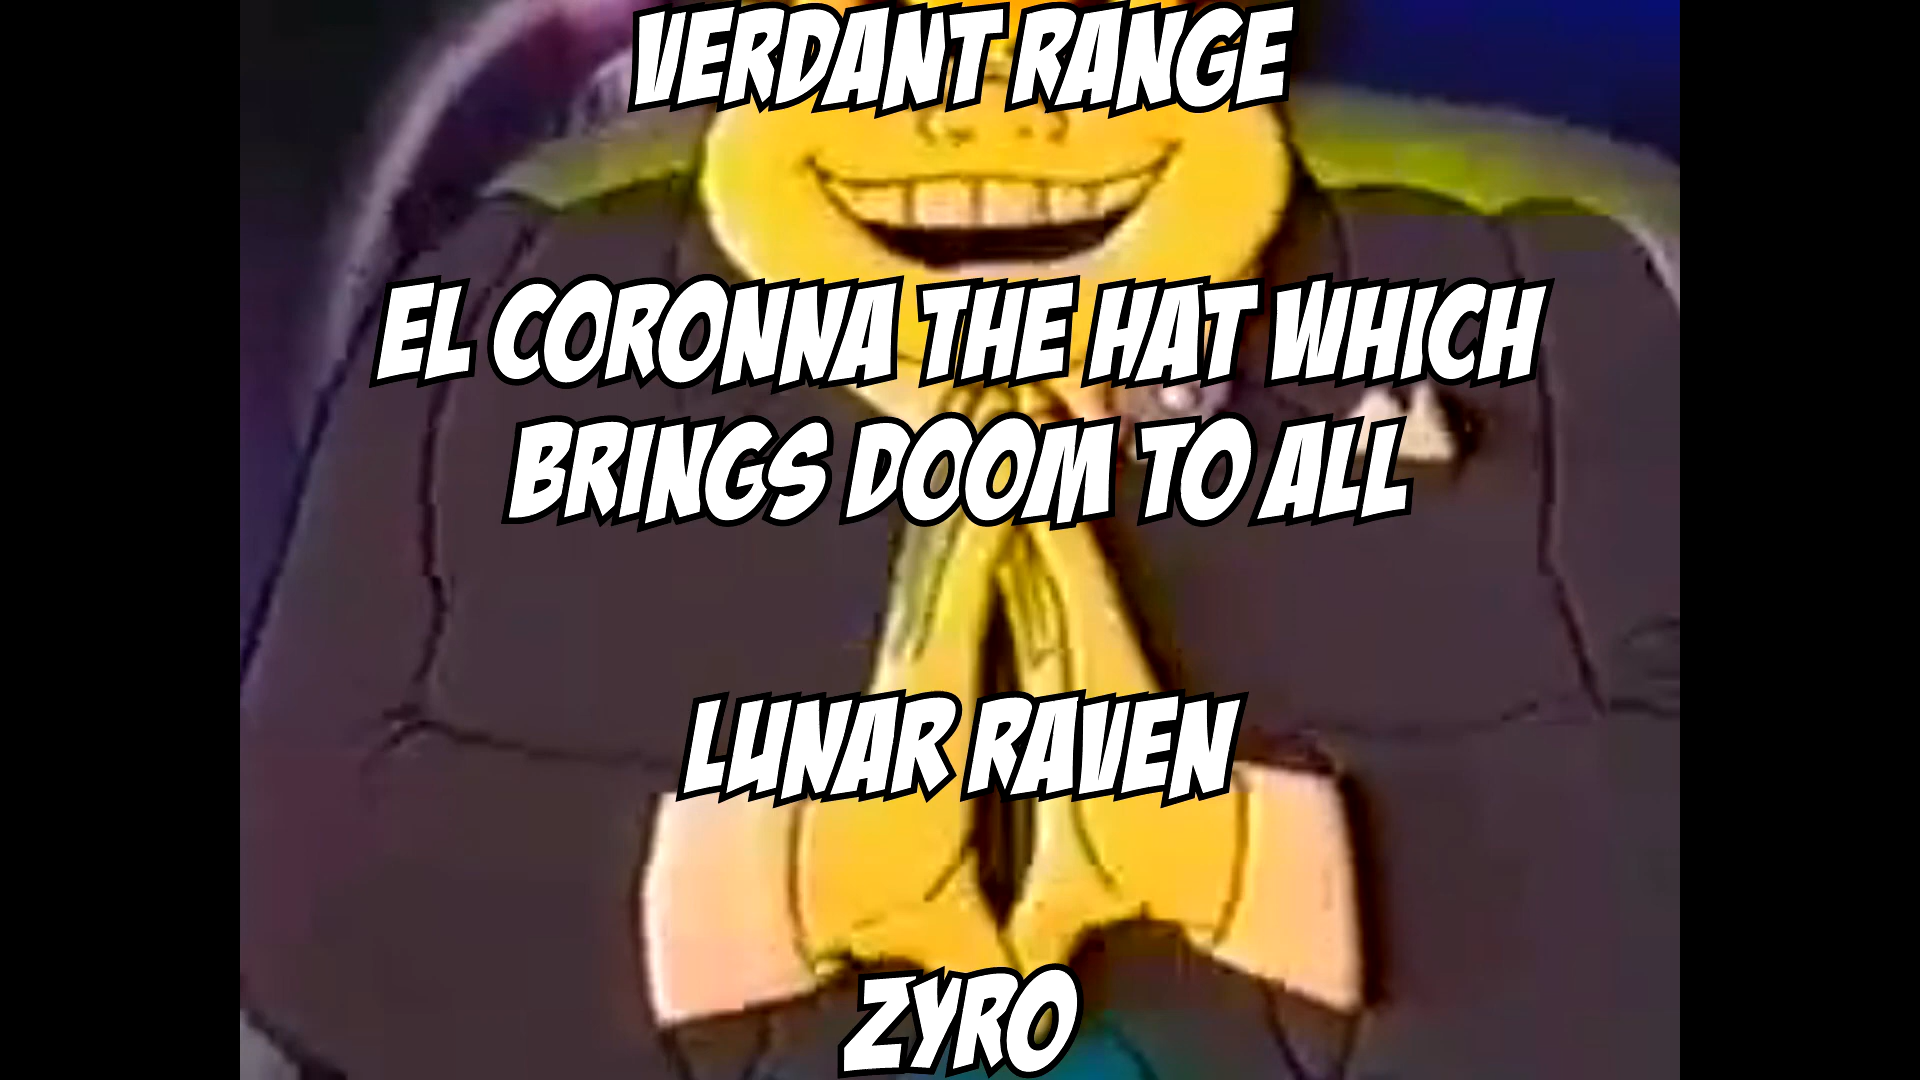 VERDANT RANGE
EL CORONNA THE HAT WHICH
BRINGS DOOM TO ALL
LUNAR RAVEN
ZYRO